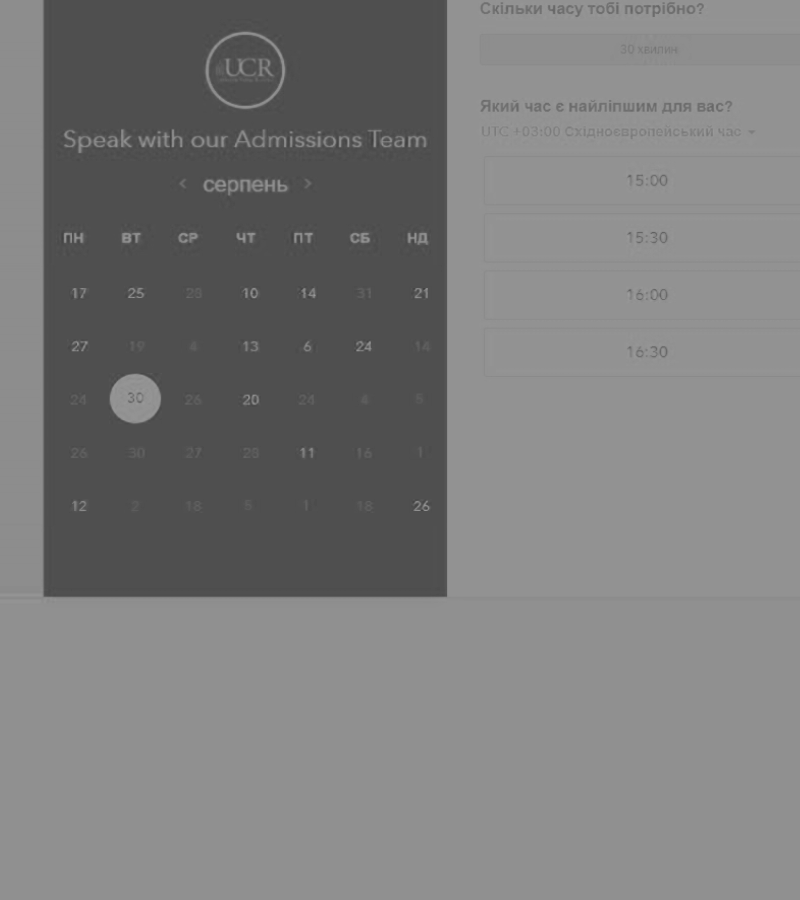 UCR
Speak with our Admissions Team
‹ серпень ›
ПН ВТ СР ЧТ ПТ СБ НД
17 25 25 10 14 31 21
27 19 4 13 6 24 14
24 30 26 20 24 4 5
26 30 27 23 11 16 1
12 2 18 5 1 18 26
Скільки часу тобі потрібно?
30 хвилин
Який час є найліпшим для вас?
UTC +03:00 Східноєвропейський час
15:00
15:30
16:00
16:30